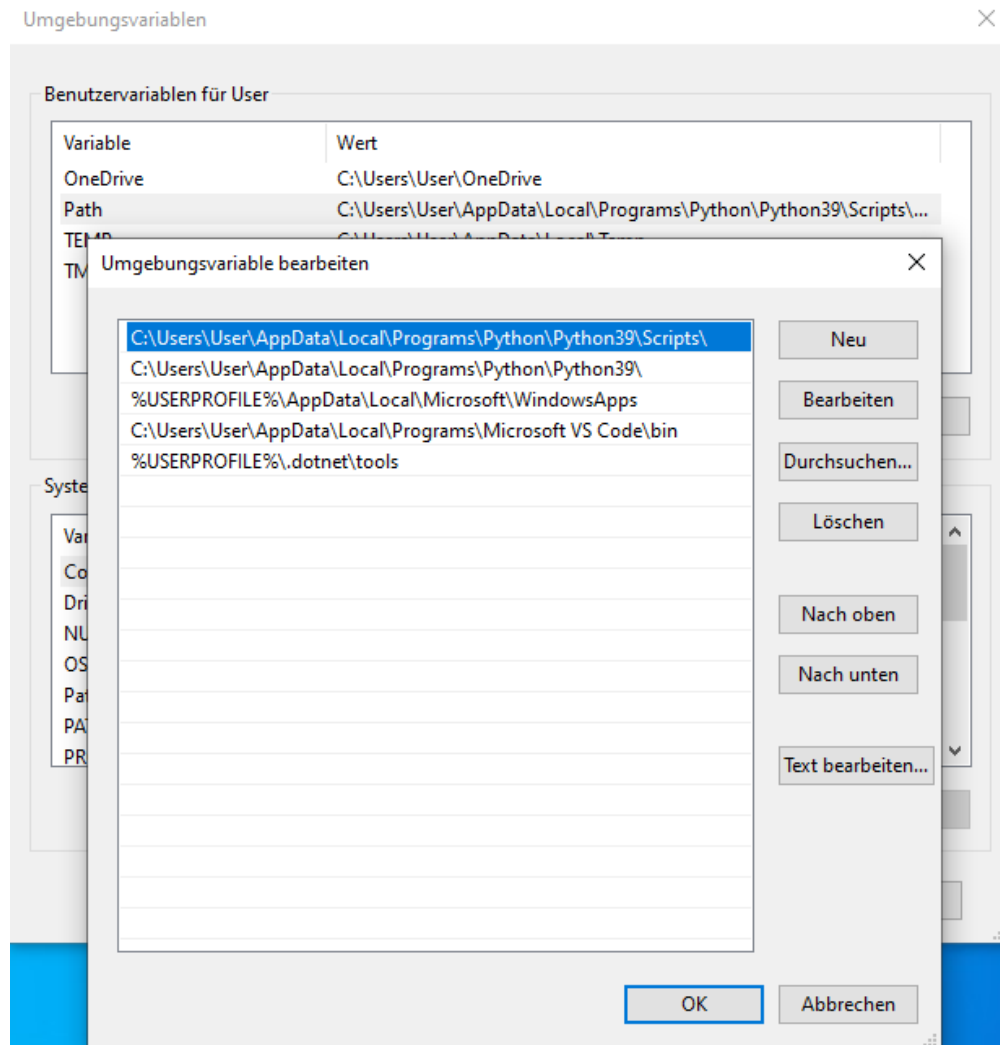 Umgebungsvariablen
Benutzervariablen für User
Variable Wert
OneDrive C:\Users\User\OneDrive
Path C:\Users\User\AppData\Local\Programs\Python\Python39\Scripts\...
Umgebungsvariable bearbeiten
C:\Users\User\AppData\Local\Programs\Python\Python39\Scripts\
Neu
C:\Users\User\AppData\Local\Programs\Python\Python39\
%USERPROFILE%\AppData\Local\Microsoft\WindowsApps
Bearbeiten
C:\Users\User\AppData\Local\Programs\Microsoft VS Code\bin
%USERPROFILE%\.dotnet\tools
Durchsuchen...
Löschen
Nach oben
Nach unten
Text bearbeiten...
OK
Abbrechen